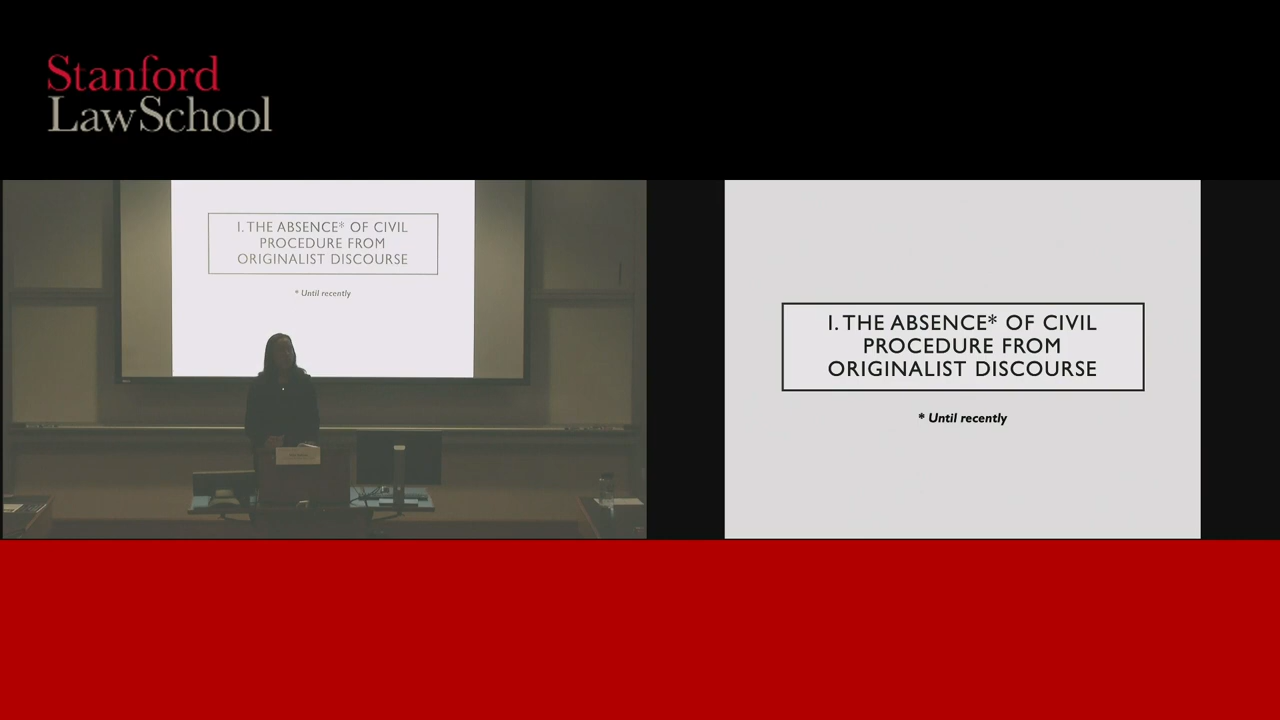 Stanford
LawSchool
I. THE ABSENCE* OF CIVIL
PROCEDURE FROM
ORIGINALIST DISCOURSE
* Until recently
I. THE ABSENCE* OF CIVIL
PROCEDURE FROM
ORIGINALIST DISCOURSE
* Until recently